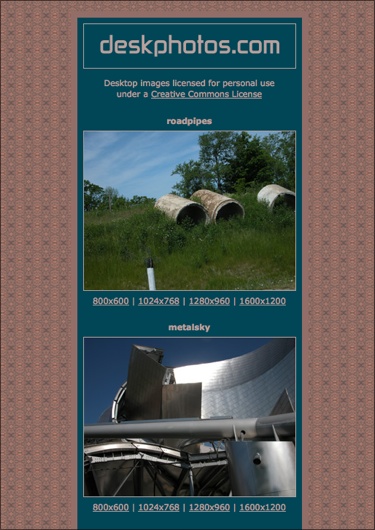 deskphotos.com
Desktop images licensed for personal use
under a Creative Commons License
roadpipes
800x600 | 1024x768 | 1280x960 | 1600x1200
metalsky
800x600 | 1024x768 | 1280x960 | 1600x1200